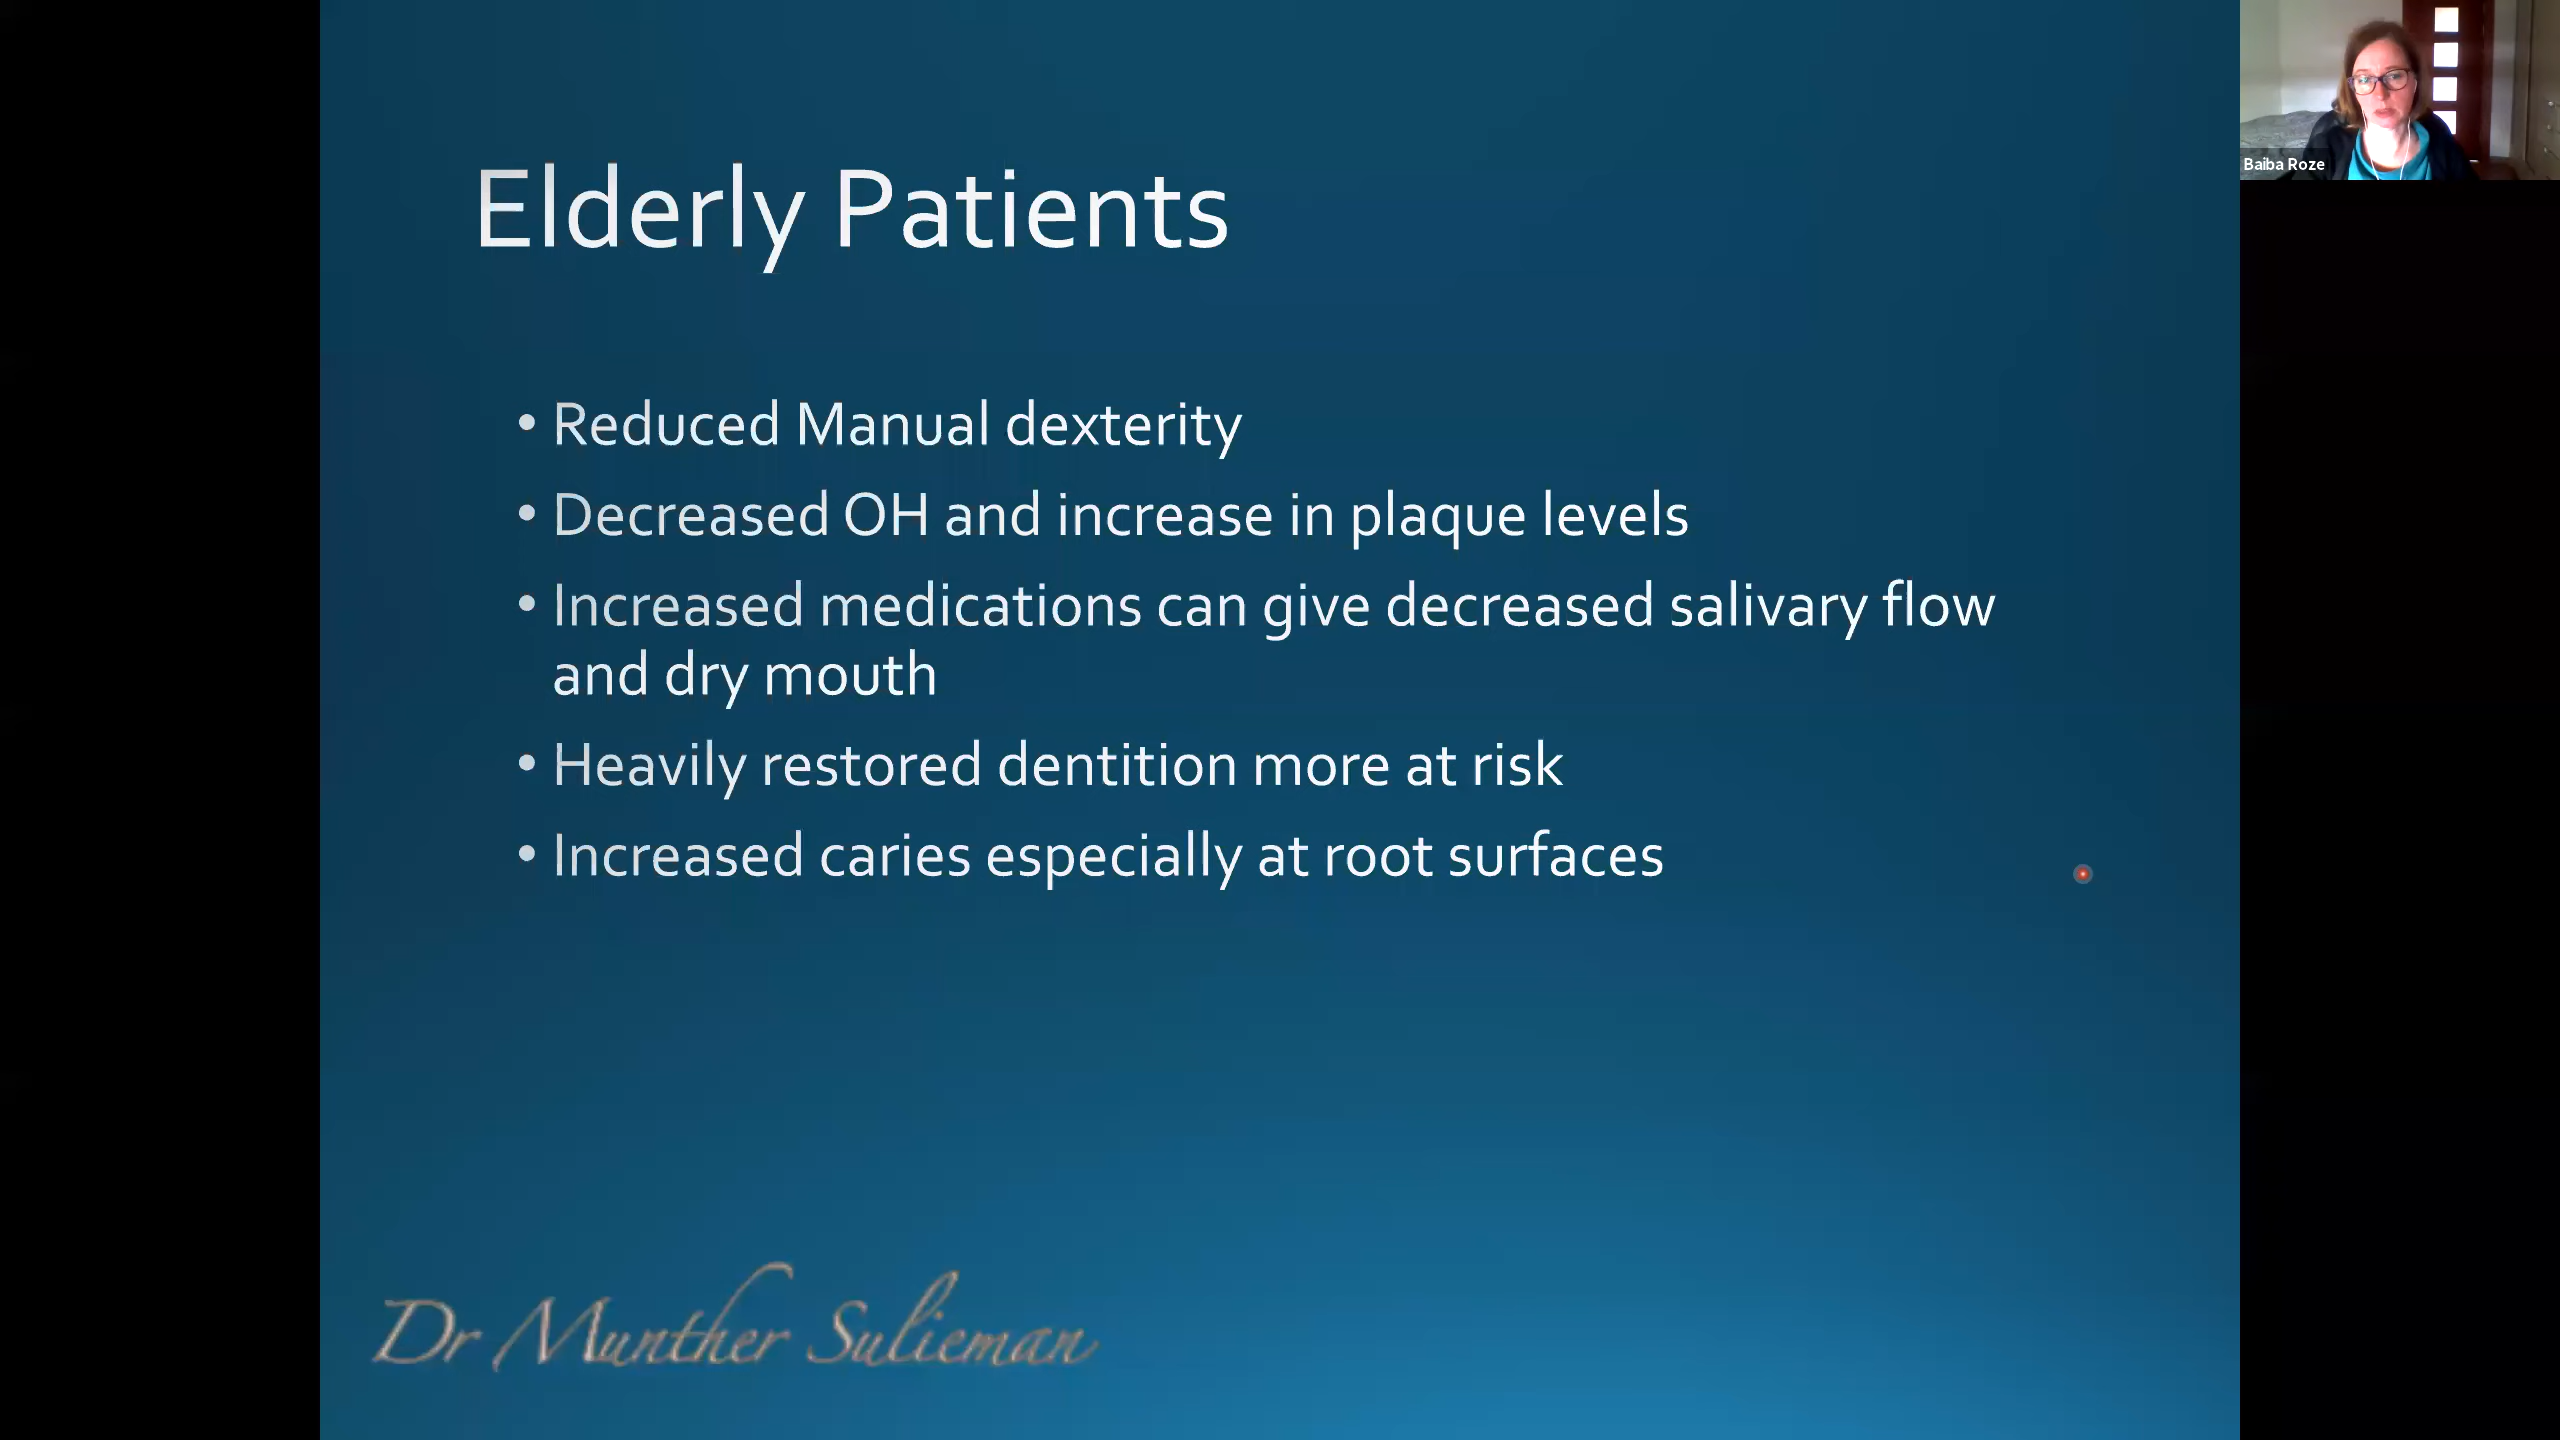 Elderly Patients
• Reduced Manual dexterity
• Decreased OH and increase in plaque levels
• Increased medications can give decreased salivary flow
and dry mouth
• Heavily restored dentition more at risk
• Increased caries especially at root surfaces
Dr Munther Sulieman
Baiba Roze